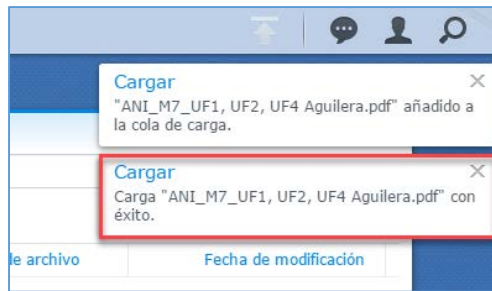 Cargar
"ANI_M7_UF1, UF2, UF4 Aguilera.pdf" añadido a
la cola de carga.
Cargar
Carga "ANI_M7_UF1, UF2, UF4 Aguilera.pdf" con
éxito.
de archivo Fecha de modificación